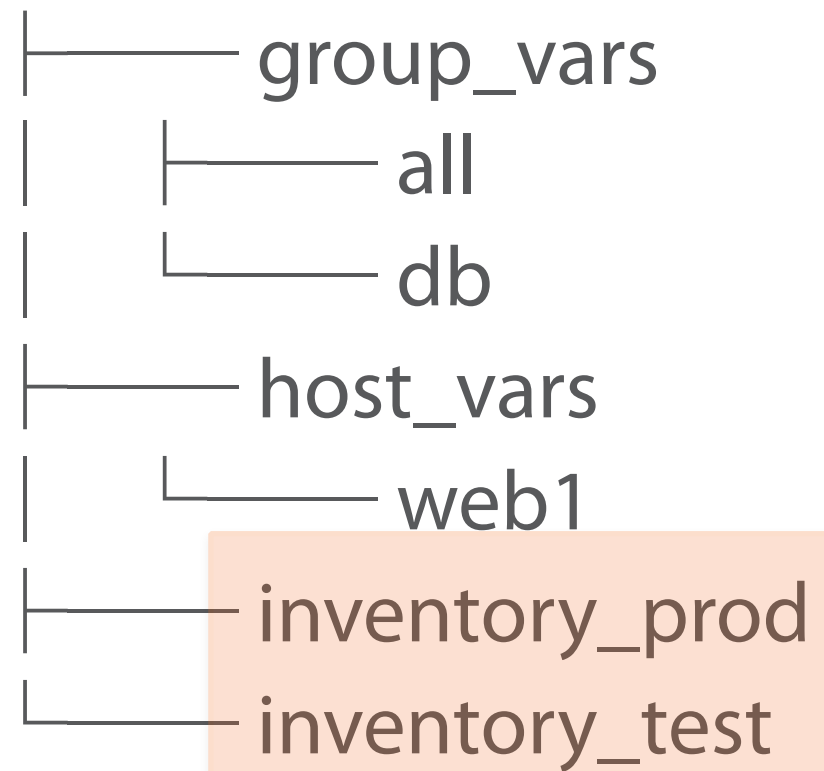 group_vars
all
db
host_vars
web1
inventory_prod
inventory_test